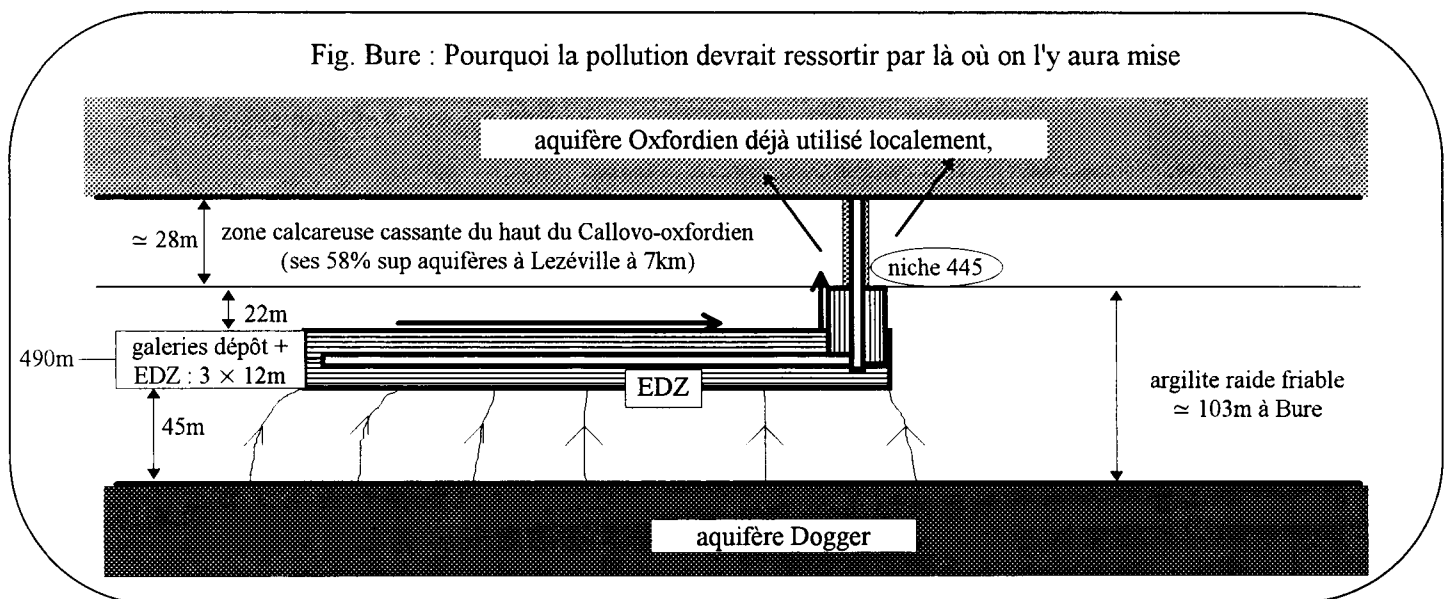 Fig. Bure : Pourquoi la pollution devrait ressortir par là où on l'y aura mise
aquifère Oxfordien déjà utilisé localement,
≃ 28m
zone calcareuse cassante du haut du Callovo-oxfordien
(ses 58% sup aquifères à Lezéville à 7km)
niche 445
22m
490m
galeries dépôt +
EDZ : 3 × 12m
EDZ
argilite raide friable
≃ 103m à Bure
45m
aquifère Dogger